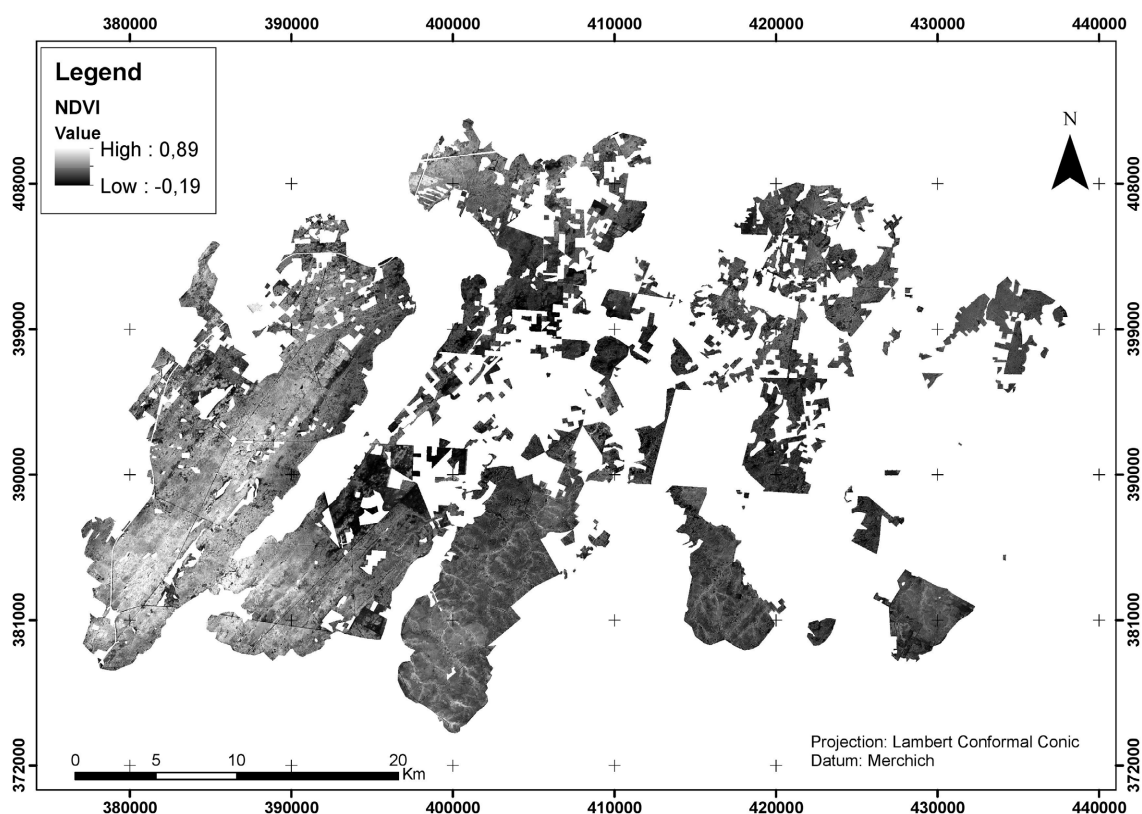 380000 390000 400000 410000 420000 430000 440000
Legend
NDVI
Value
High : 0,89
Low : -0,19
N
408000 408000
399000 399000
390000 390000
381000 381000
372000 372000
Projection: Lambert Conformal Conic
Datum: Merchich
0 5 10 20
Km
380000 390000 400000 410000 420000 430000 440000